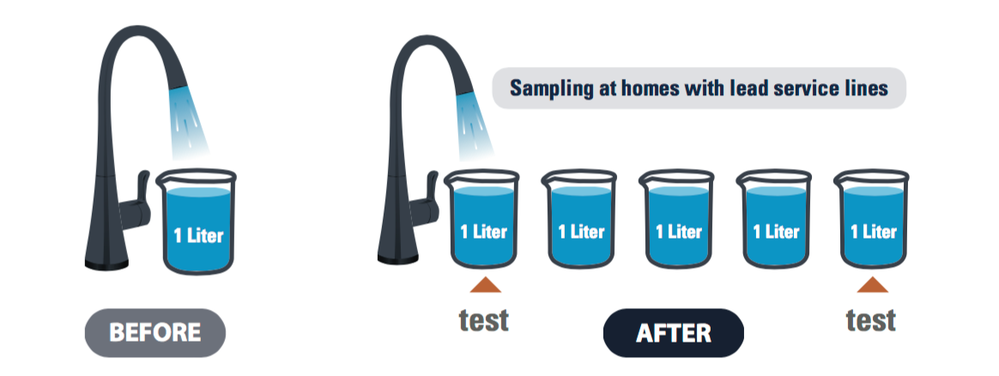 Sampling at homes with lead service lines
1 Liter
1 Liter
1 Liter
1 Liter
1 Liter
1 Liter
test
test
BEFORE
AFTER